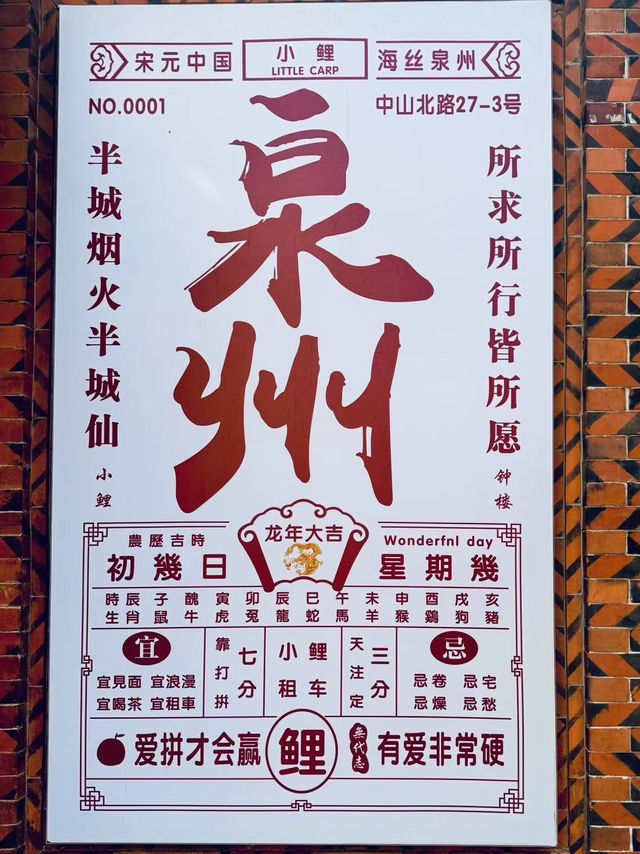 宋元中国
小鲤
LITTLE CARP
海丝泉州
NO.0001
中山北路27-3号
泉州
所求所行皆所愿
钟楼
半城烟火半城仙
小鲤
龙年大吉
農歷吉時
初幾日
Wonderfnl day
星期幾
時辰 子 醜 寅 卯 辰 巳 午 未 申 酉 戌 亥
生肖 鼠 牛 虎 兔 龍 蛇 馬 羊 猴 鷄 狗 豬
宜
宜見面 宜浪漫
宜喝茶 宜租車
靠打拼
七分
小鲤
租车
天注定
三分
忌
忌卷 忌宅
忌燥 忌愁
爱拼才会赢
鲤
無代志
有爱非常硬